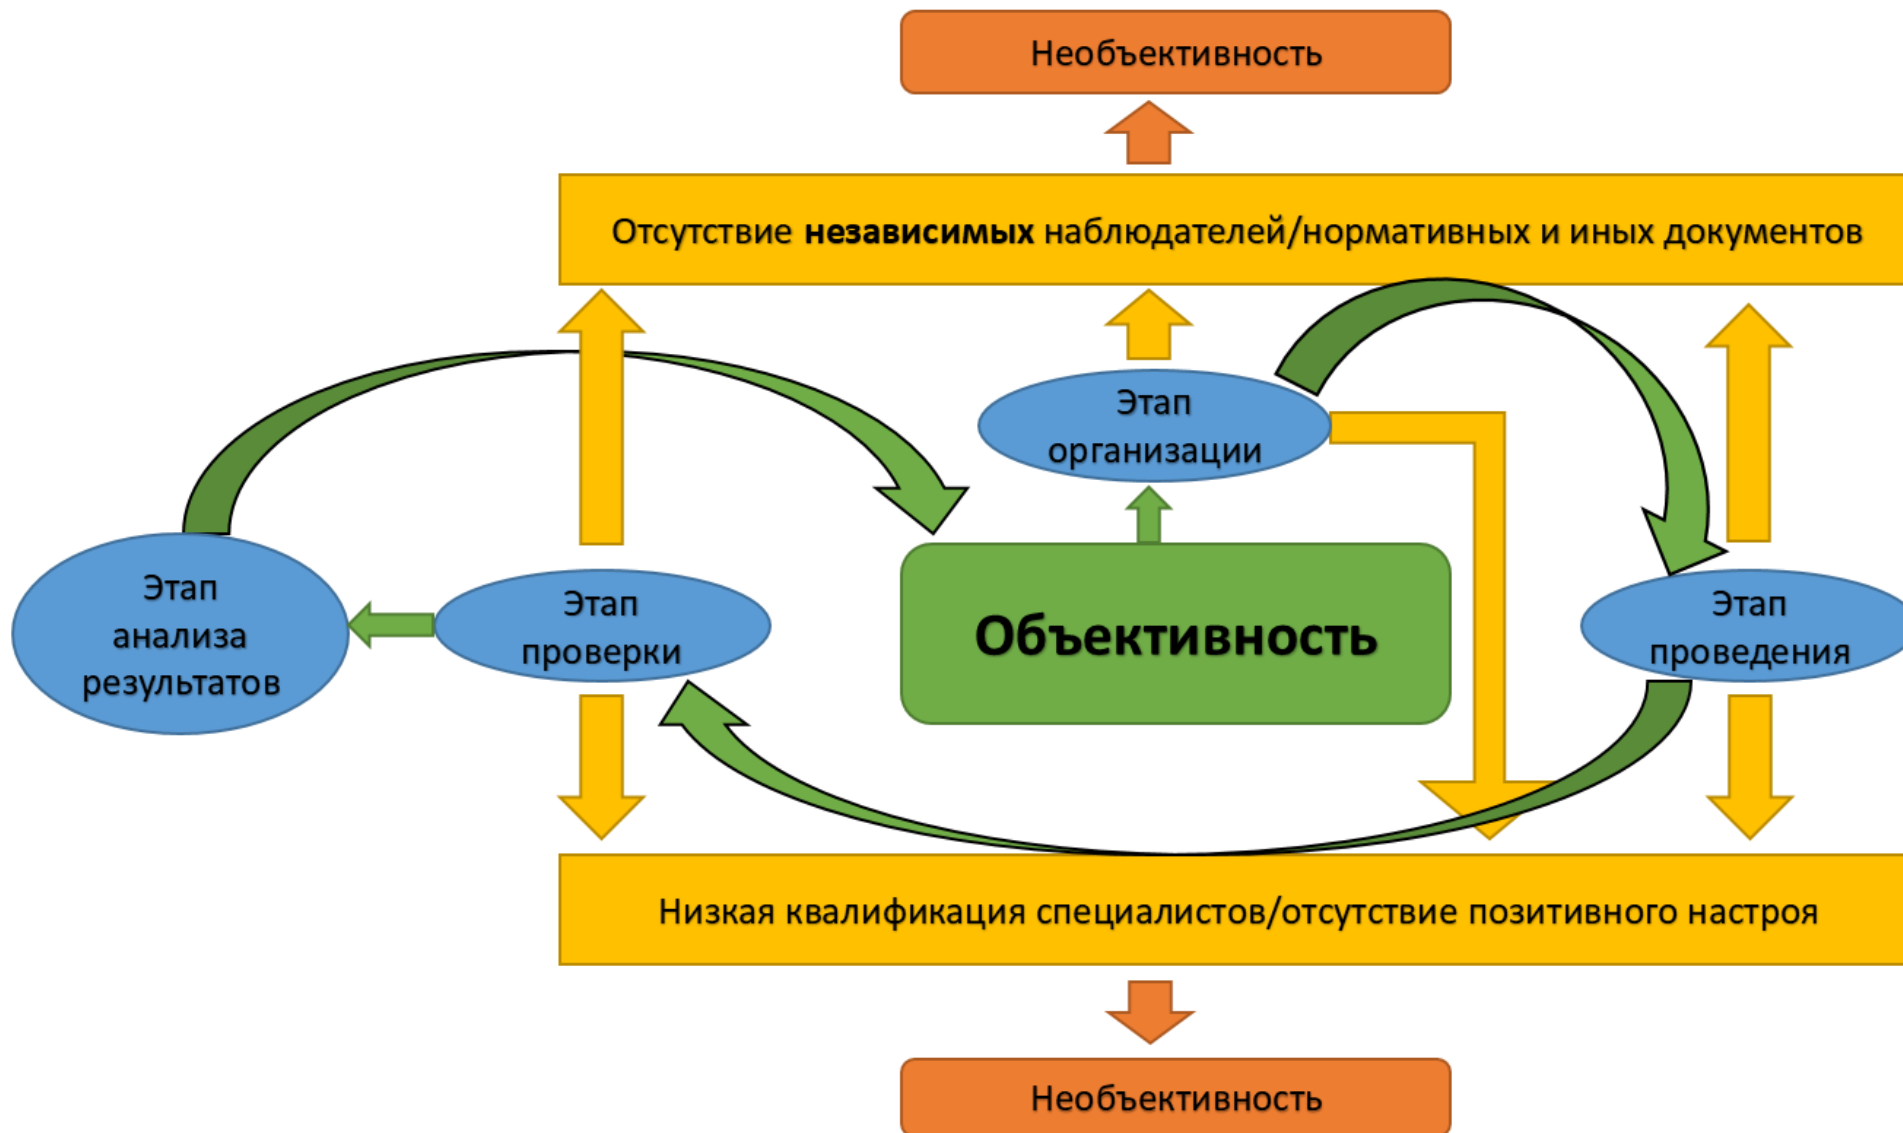 Необъективность
Отсутствие независимых наблюдателей/нормативных и иных документов
Этап
организации
Этап
анализа
результатов
Этап
проверки
Объективность
Этап
проведения
Низкая квалификация специалистов/отсутствие позитивного настроя
Необъективность